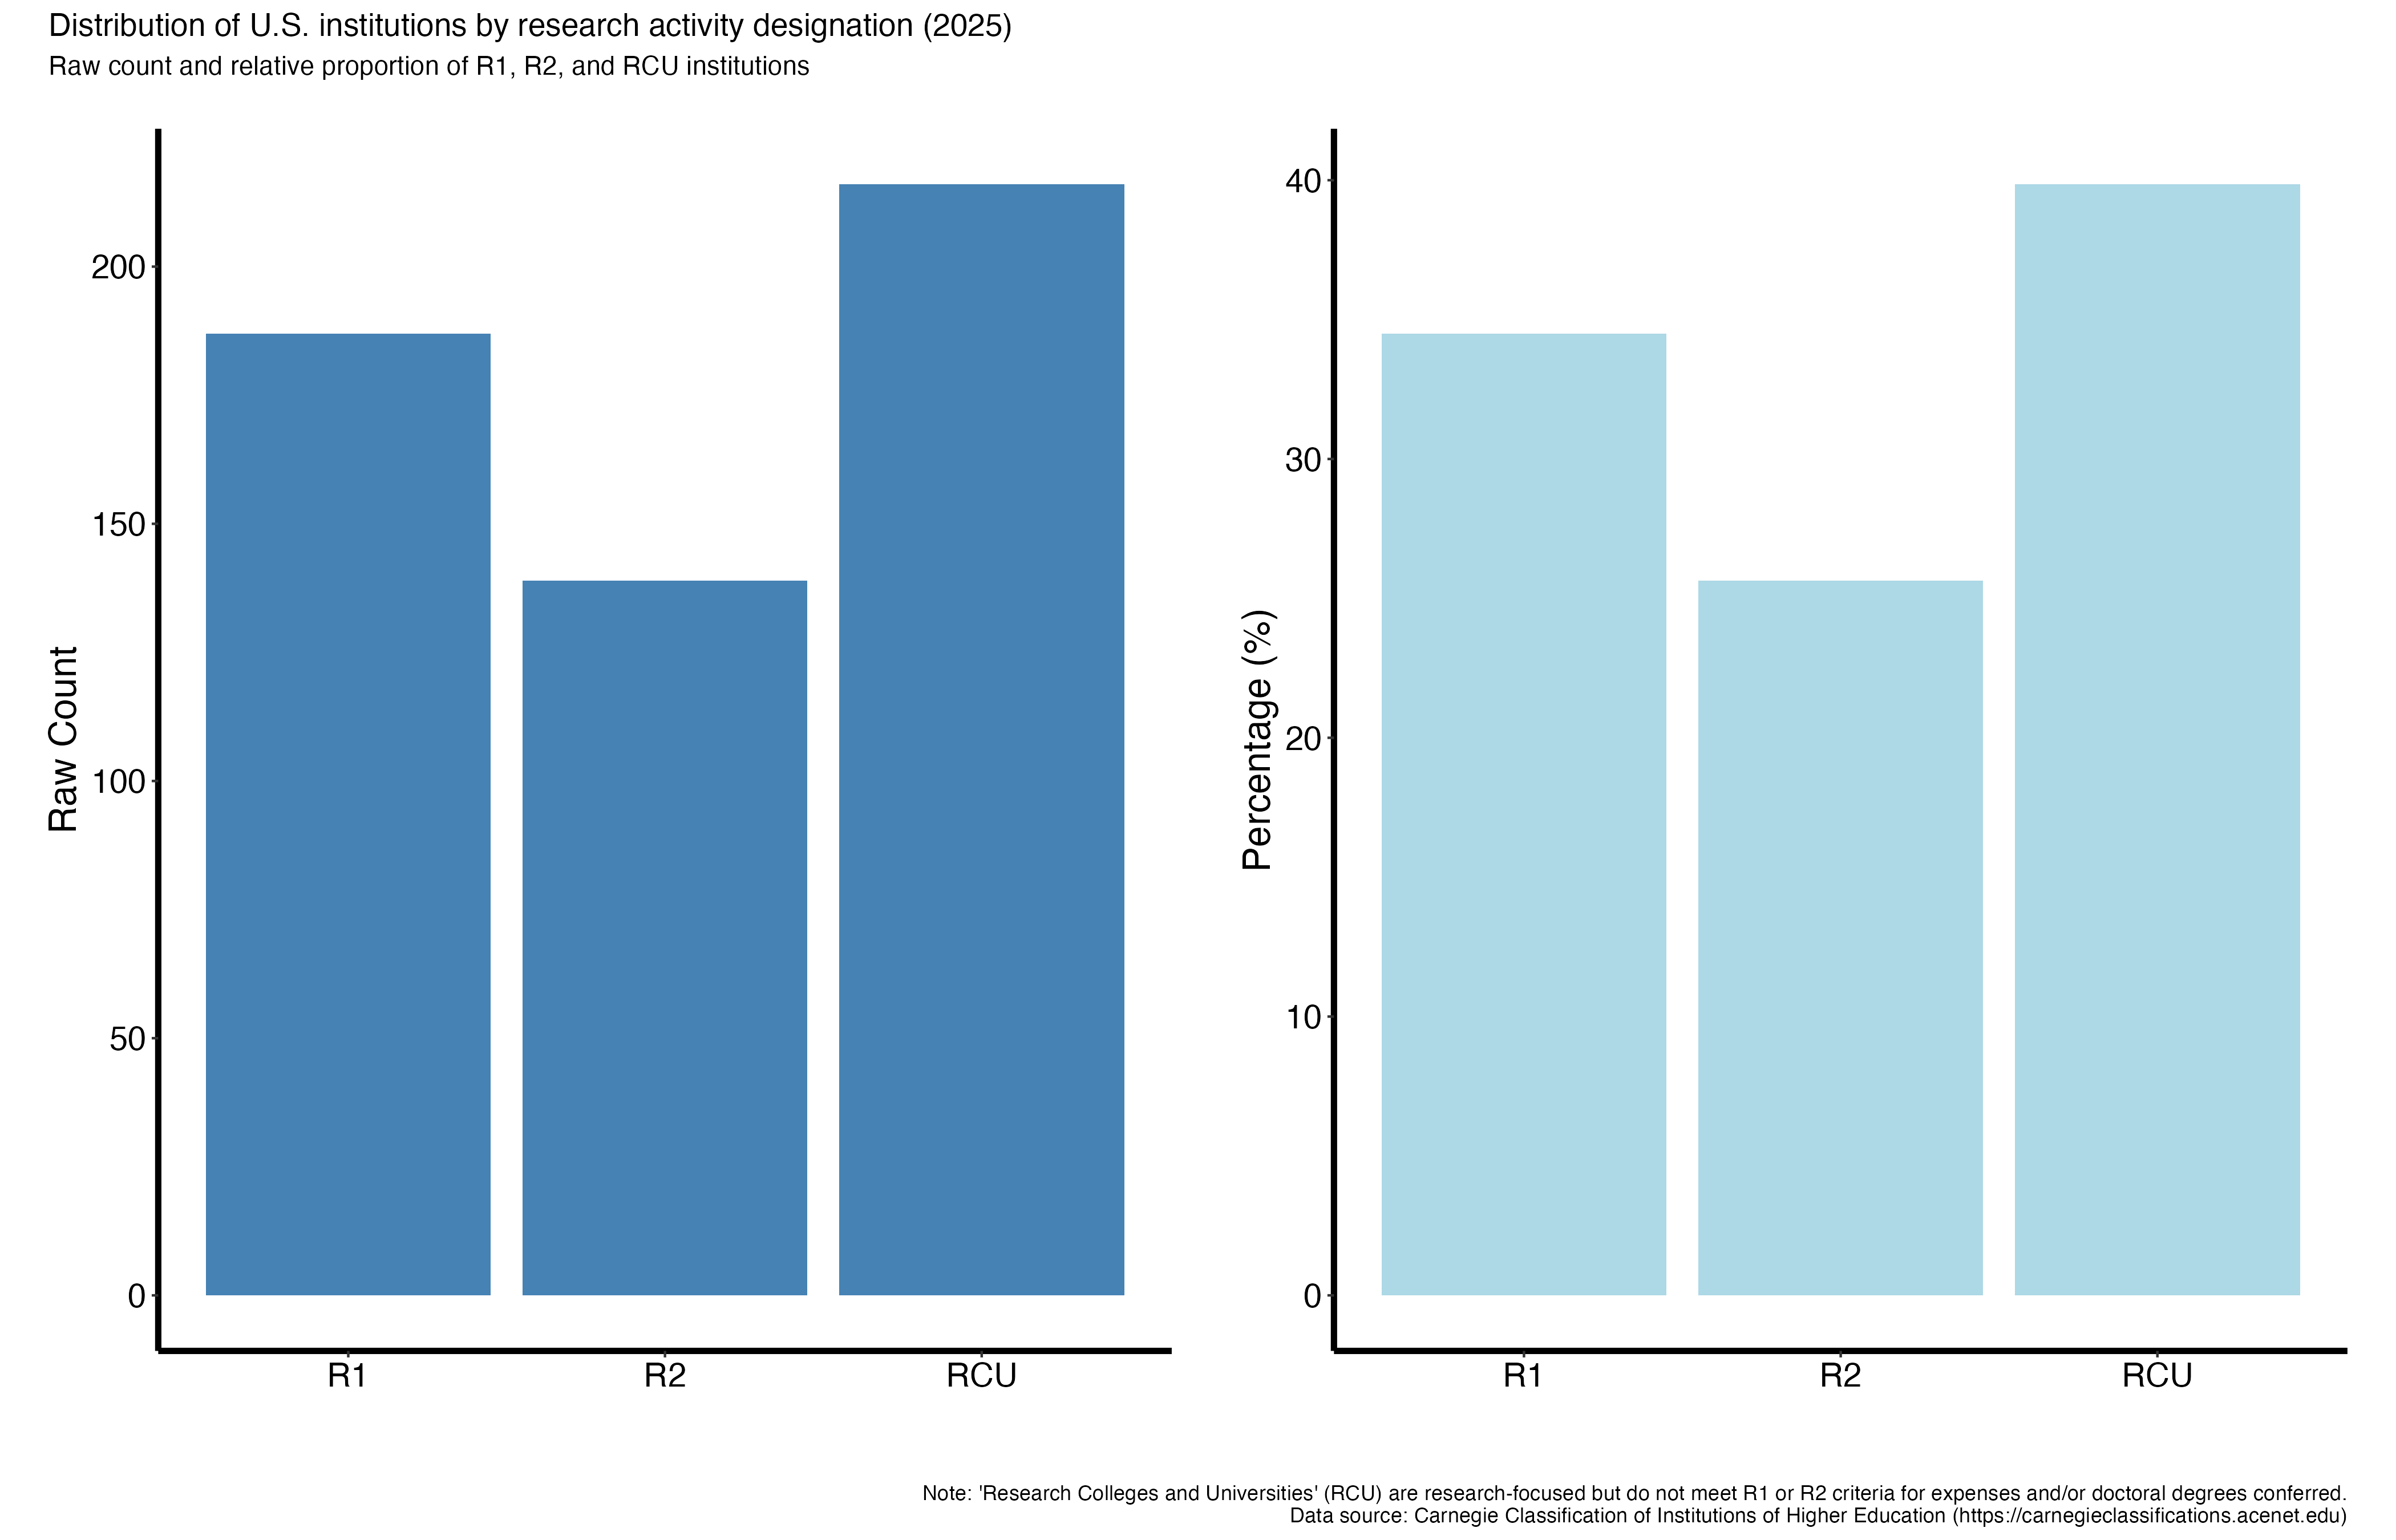 Distribution of U.S. institutions by research activity designation (2025)
Raw count and relative proportion of R1, R2, and RCU institutions
Raw Count
200
150
100
50
0
R1 R2 RCU
Percentage (%)
40
30
20
10
0
R1 R2 RCU
Note: 'Research Colleges and Universities' (RCU) are research-focused but do not meet R1 or R2 criteria for expenses and/or doctoral degrees conferred.
Data source: Carnegie Classification of Institutions of Higher Education (https://carnegieclassifications.acenet.edu)